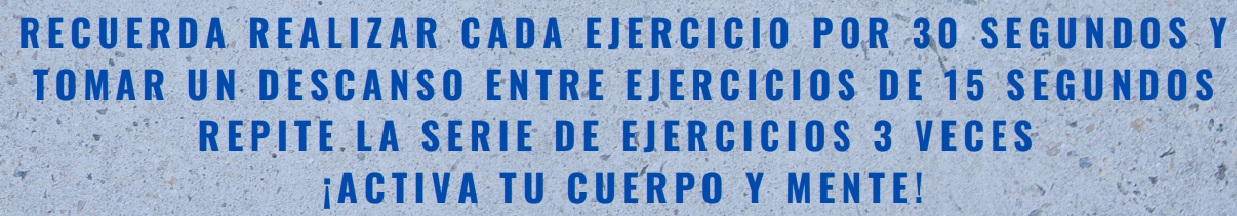 RECUERDA REALIZAR CADA EJERCICIO POR 30 SEGUNDOS Y
TOMAR UN DESCANSO ENTRE EJERCICIOS DE 15 SEGUNDOS
REPITE LA SERIE DE EJERCICIOS 3 VECES
¡ACTIVA TU CUERPO Y MENTE!